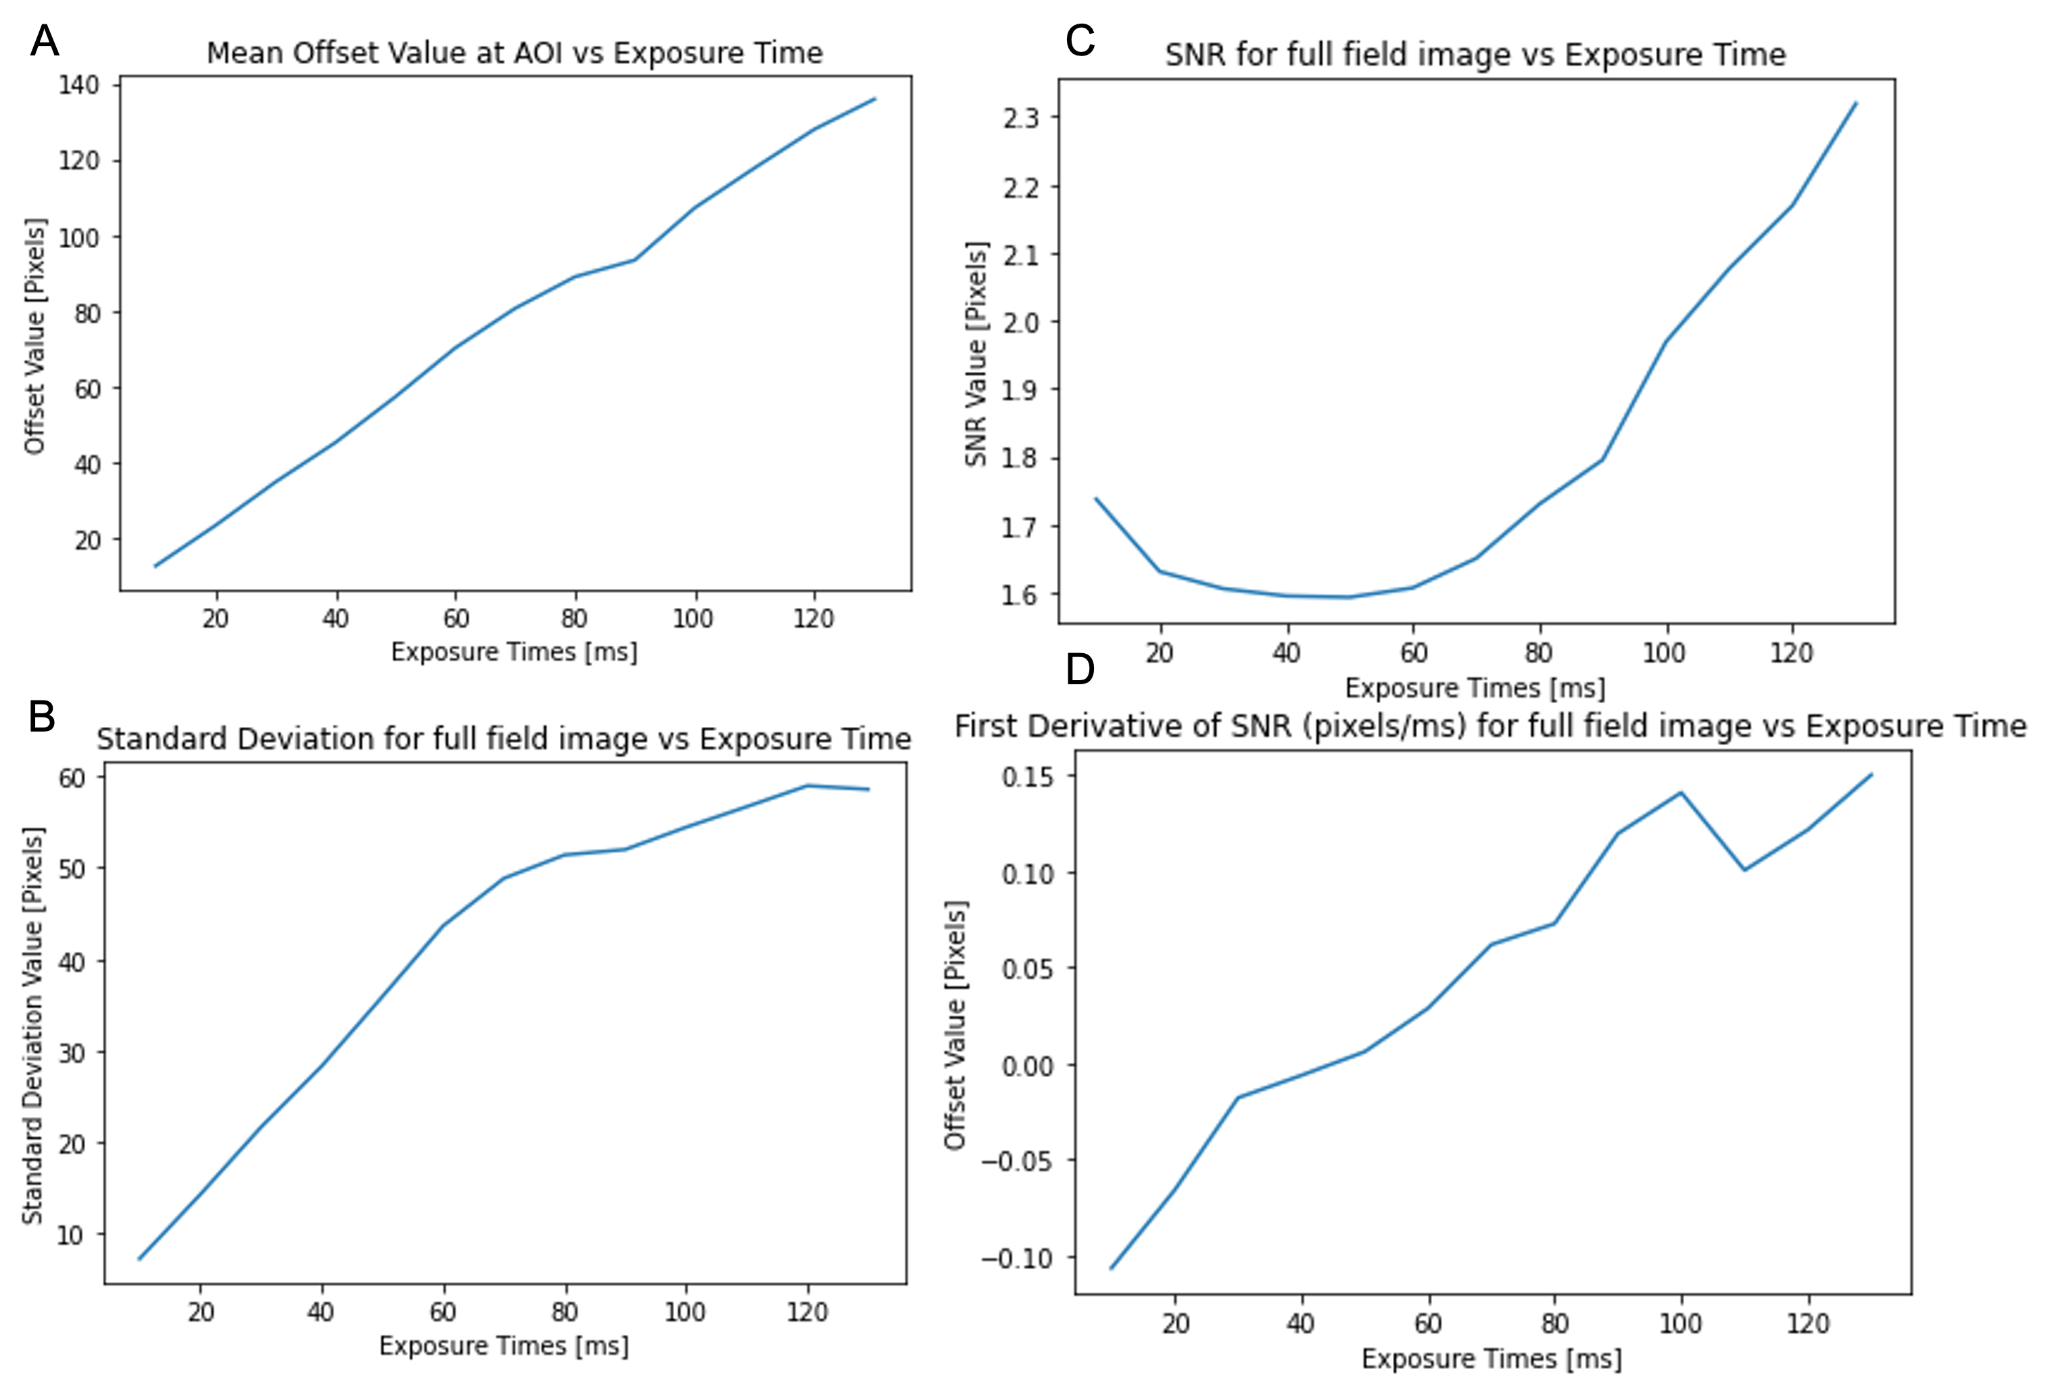 A
Mean Offset Value at AOI vs Exposure Time
Offset Value [Pixels]
140
120
100
80
60
40
20
20 40 60 80 100 120
Exposure Times [ms]
B
Standard Deviation for full field image vs Exposure Time
Standard Deviation Value [Pixels]
60
50
40
30
20
10
20 40 60 80 100 120
Exposure Times [ms]
C
SNR for full field image vs Exposure Time
SNR Value [Pixels]
2.3
2.2
2.1
2.0
1.9
1.8
1.7
1.6
20 40 60 80 100 120
Exposure Times [ms]
D
First Derivative of SNR (pixels/ms) for full field image vs Exposure Time
Offset Value [Pixels]
0.15
0.10
0.05
0.00
−0.05
−0.10
20 40 60 80 100 120
Exposure Times [ms]